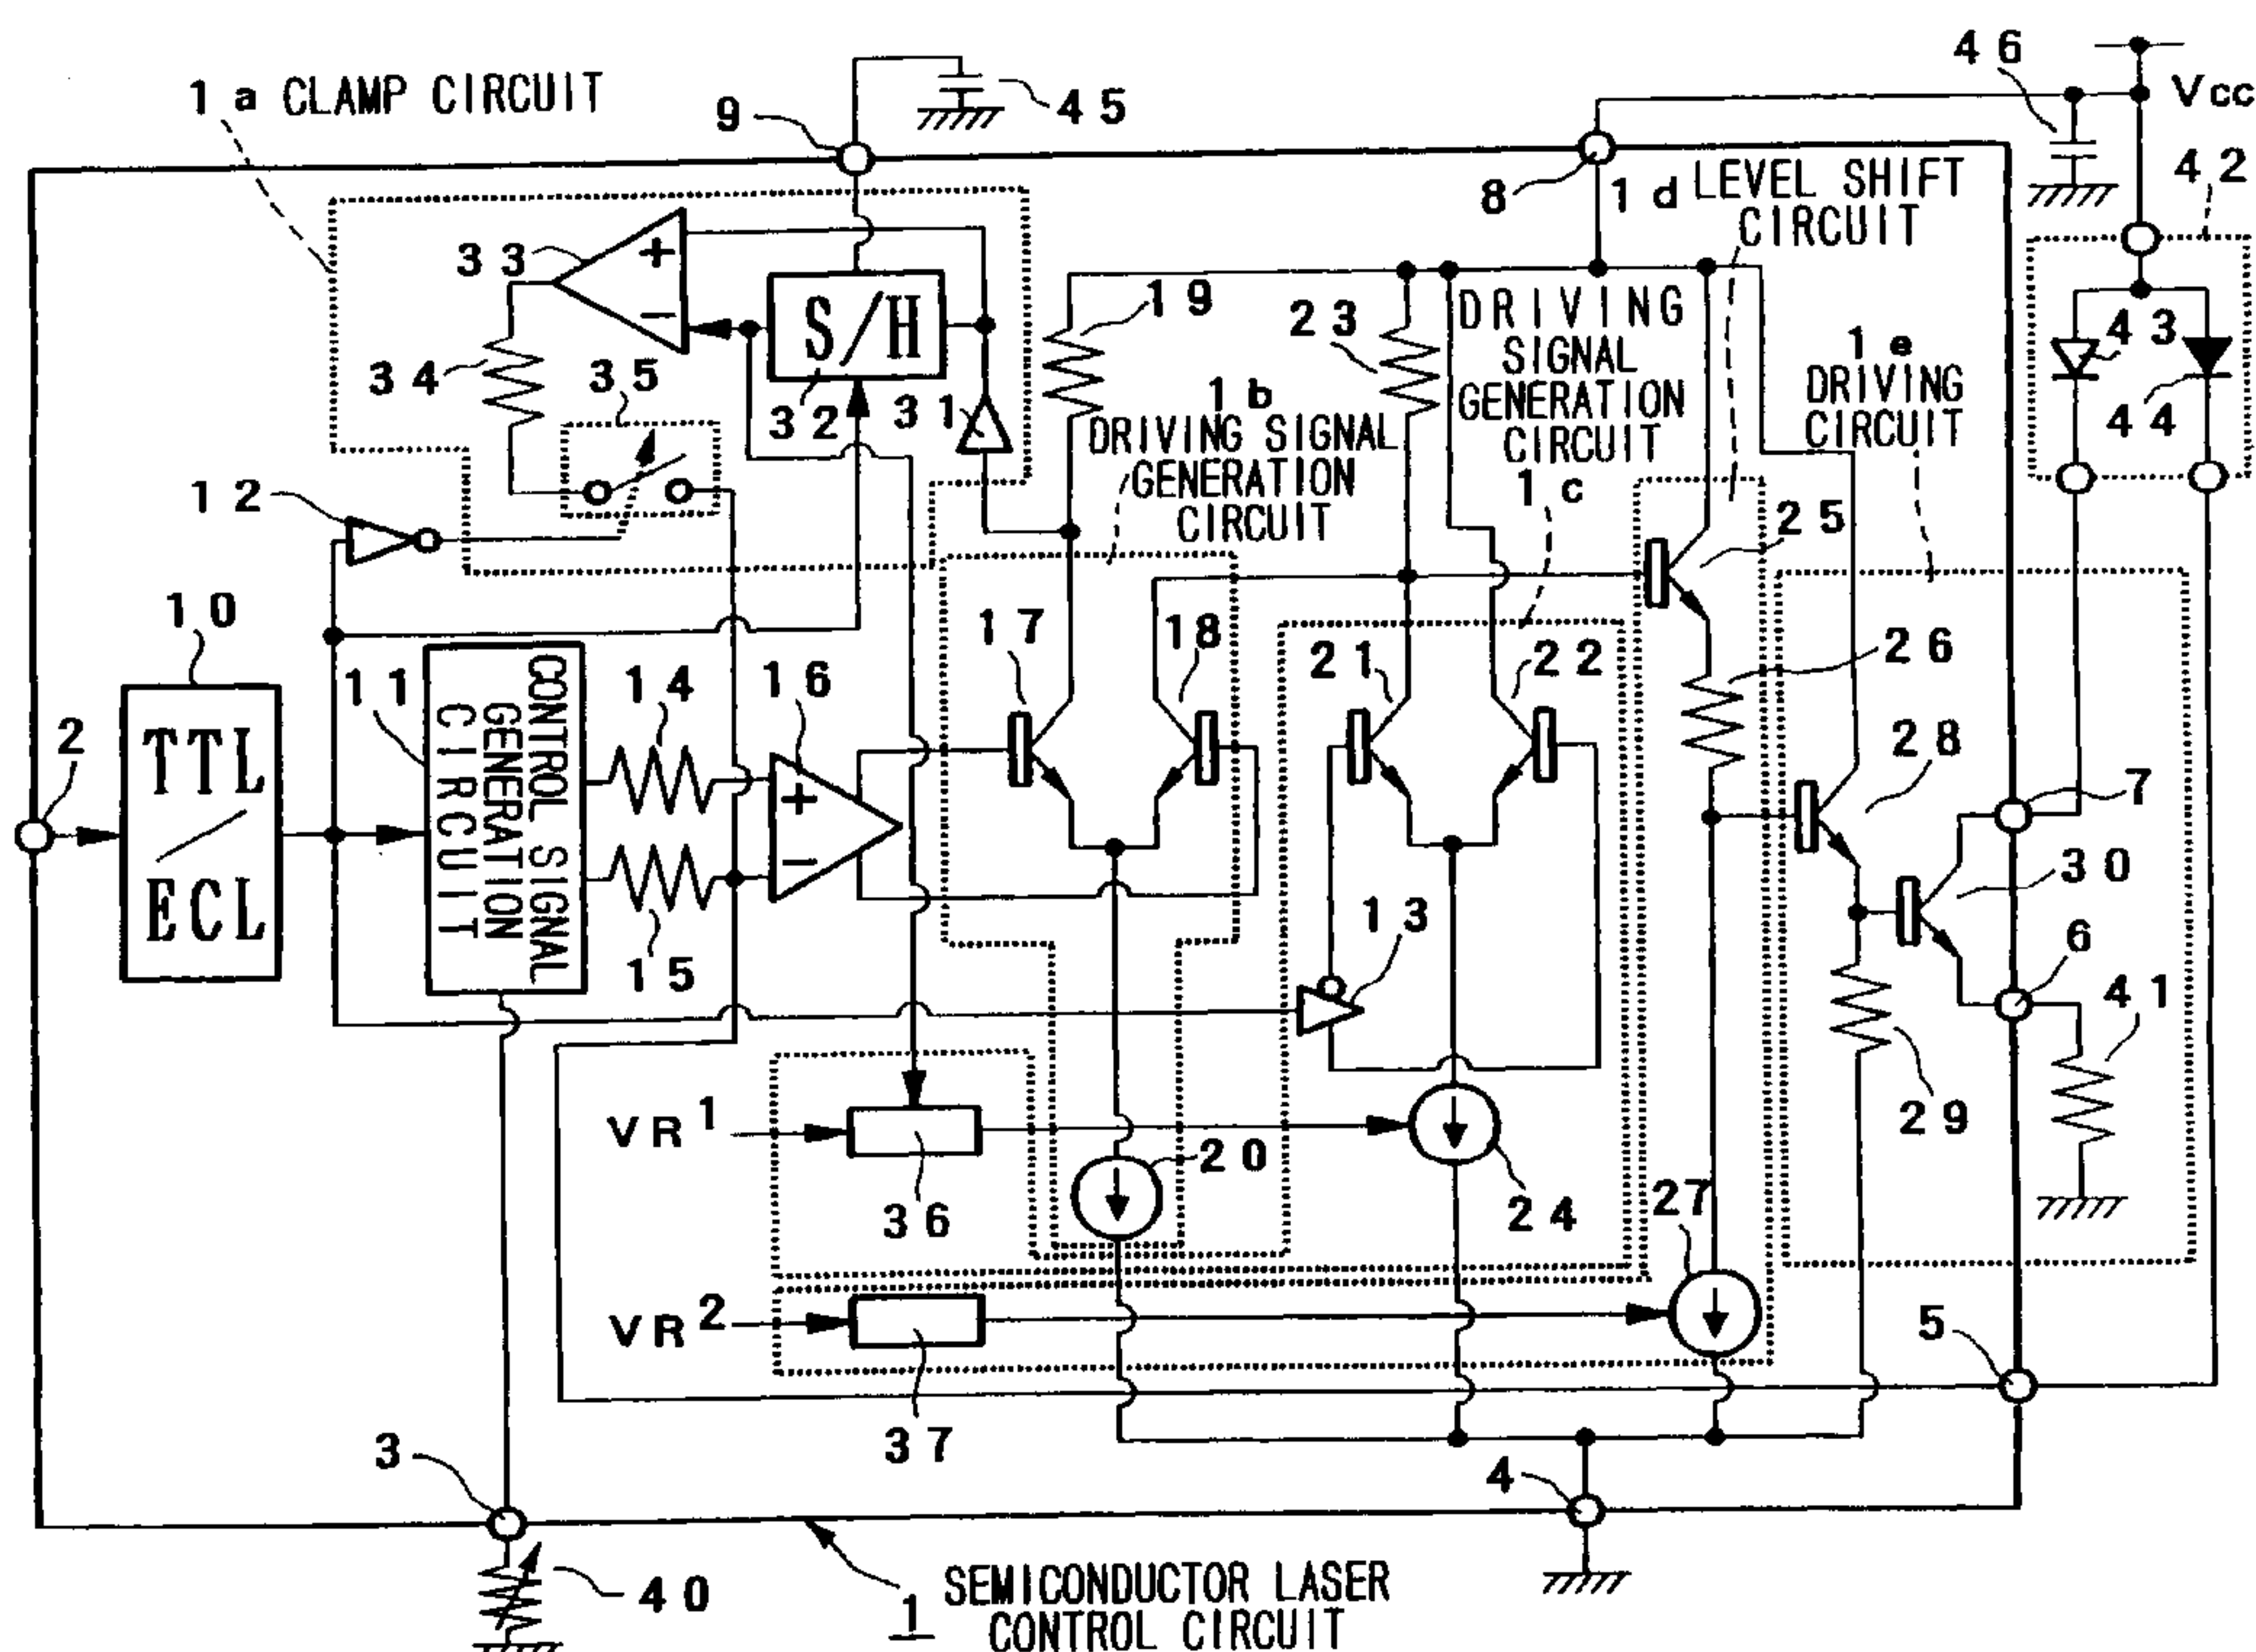 1a CLAMP CIRCUIT
9
45
46
Vcc
8
1d LEVEL SHIFT
CIRCUIT
42
33
+
−
S/H
32
31
34
35
19
23
DRIVING
SIGNAL
GENERATION
CIRCUIT
1c
1b
DRIVING SIGNAL
GENERATION
CIRCUIT
1e
DRIVING
CIRCUIT
43
44
12
25
10
TTL
/
ECL
2
11
CONTROL SIGNAL
GENERATION
CIRCUIT
14
15
16
+
−
17
18
21
22
26
28
7
30
6
13
41
29
VR1
36
20
24
27
VR2
37
5
3
4
40
1
SEMICONDUCTOR LASER
CONTROL CIRCUIT